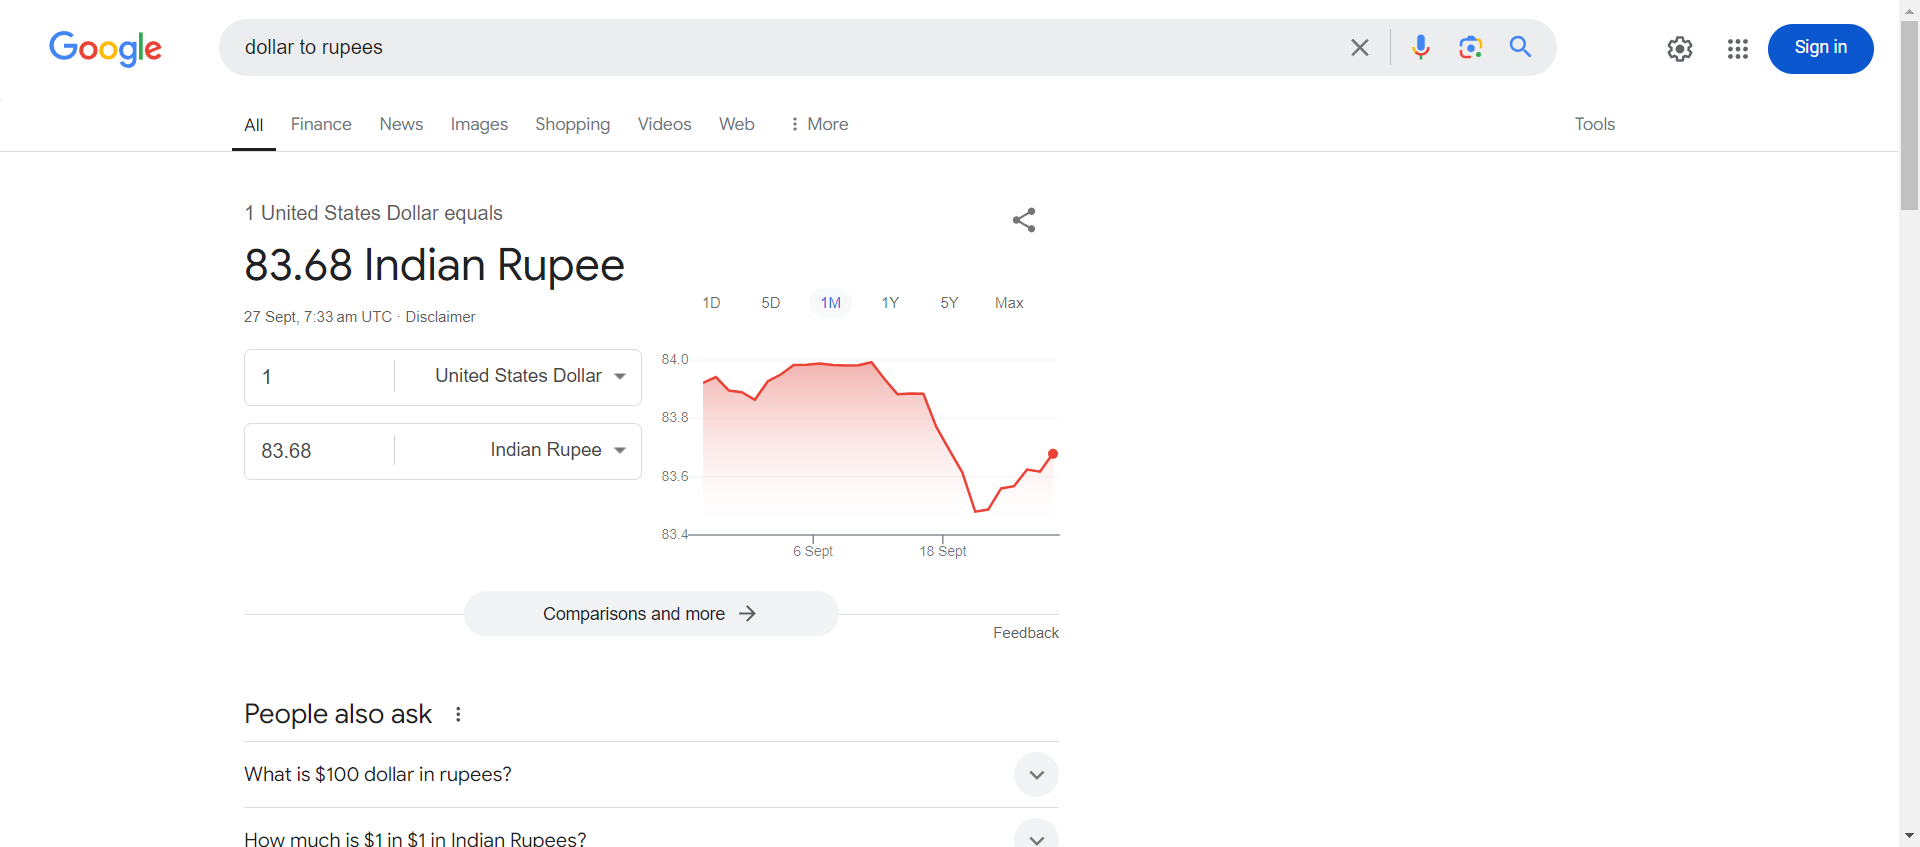 Google
dollar to rupees
Sign in
All Finance News Images Shopping Videos Web More Tools
1 United States Dollar equals
83.68 Indian Rupee
27 Sept, 7:33 am UTC · Disclaimer
1 United States Dollar
83.68 Indian Rupee
1D 5D 1M 1Y 5Y Max
84.0
83.8
83.6
83.4
6 Sept 18 Sept
Comparisons and more
Feedback
People also ask
What is $100 dollar in rupees?
How much is $1 in $1 in Indian Rupees?